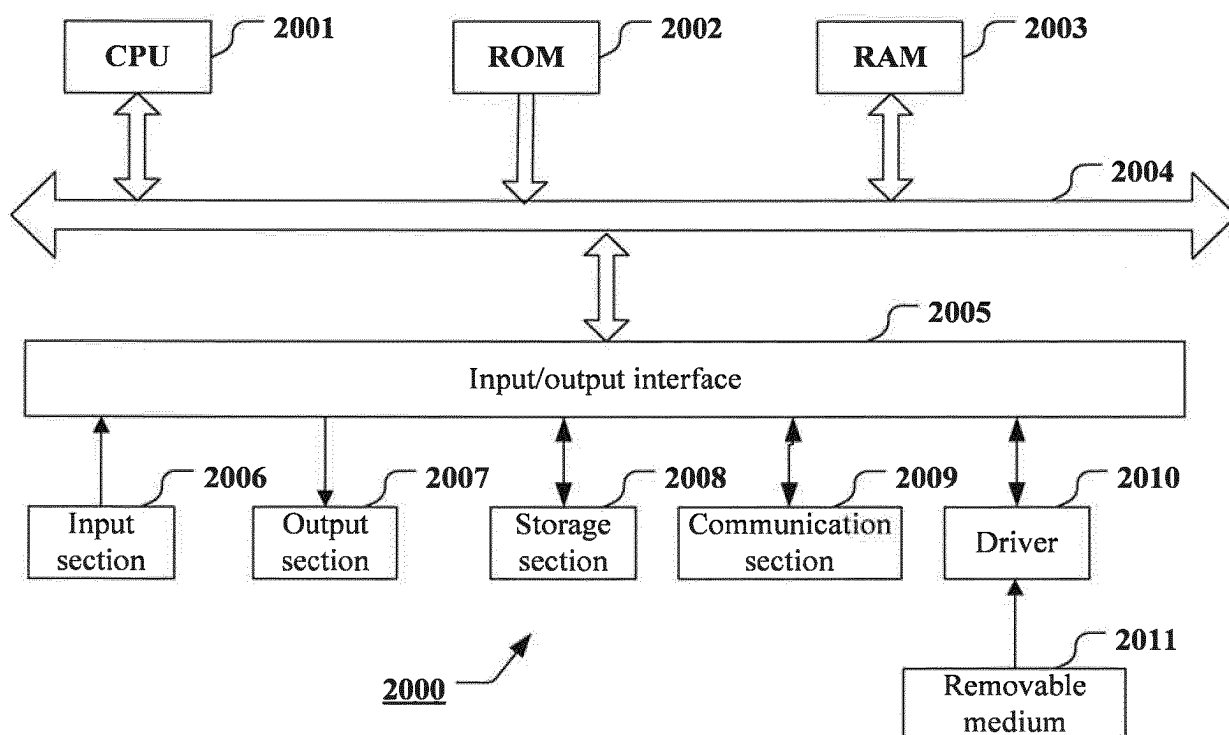 2001
2002
2003
CPU
ROM
RAM
2004
2005
Input/output interface
2006
2007
2008
2009
2010
Input
section
Output
section
Storage
section
Communication
section
Driver
2011
2000
Removable
medium